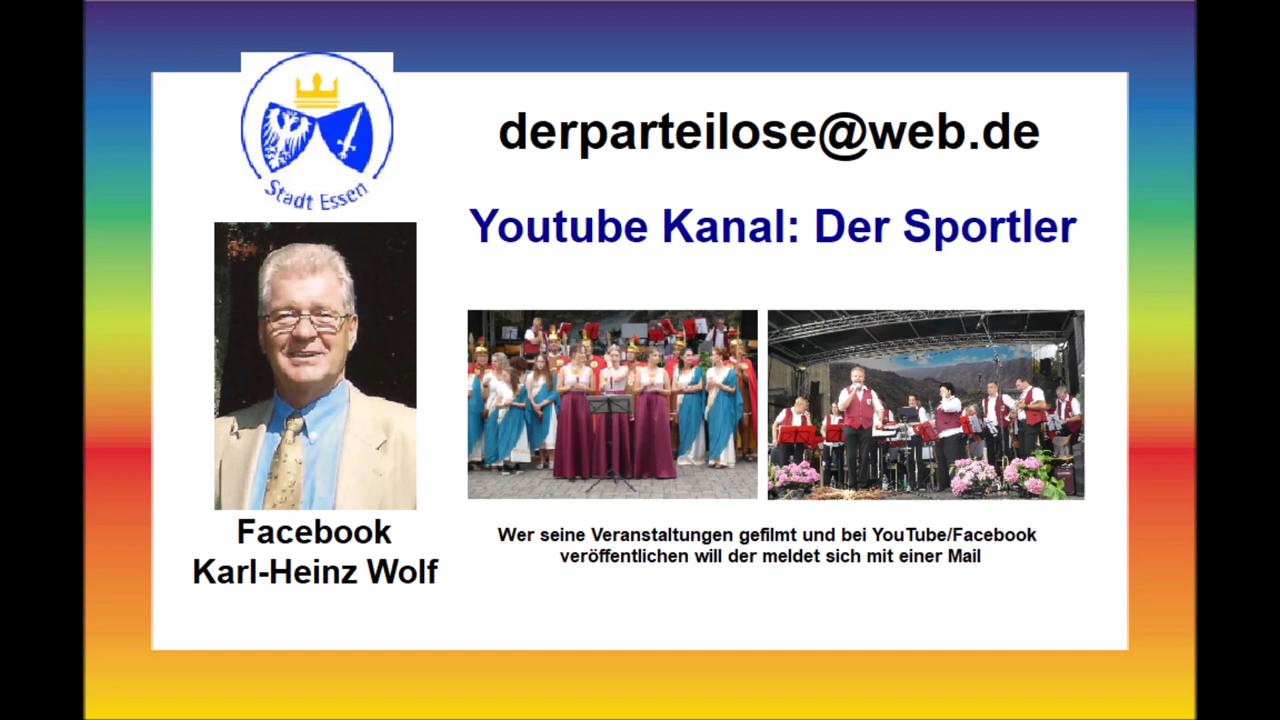 Stadt Essen
derparteilose@web.de
Youtube Kanal: Der Sportler
Facebook
Karl-Heinz Wolf
Wer seine Veranstaltungen gefilmt und bei YouTube/Facebook
veröffentlichen will der meldet sich mit einer Mail